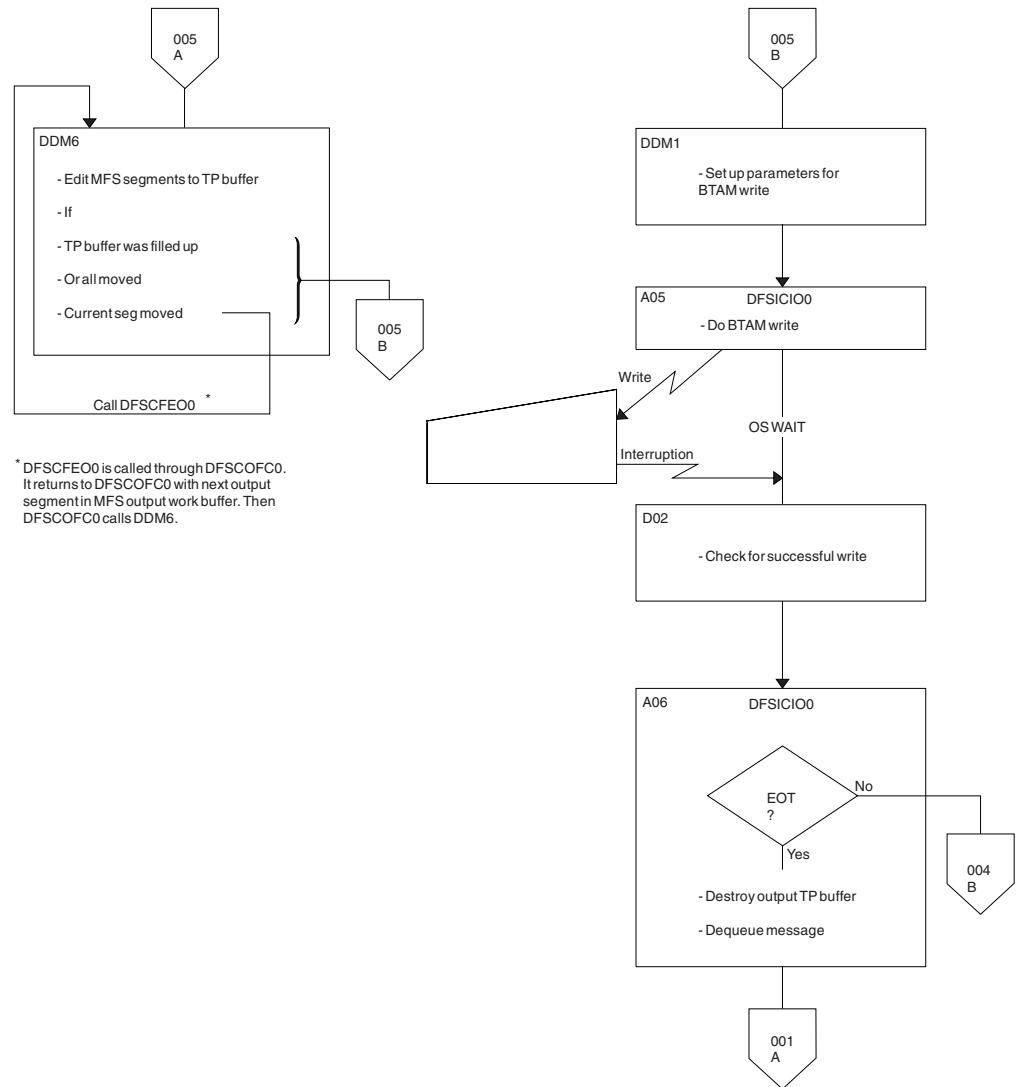 005
A
DDM6
- Edit MFS segments to TP buffer
- If
- TP buffer was filled up
- Or all moved
- Current seg moved
005
B
Call DFSCFEO0 *
* DFSCFEO0 is called through DFSCOFC0.
It returns to DFSCOFC0 with next output
segment in MFS output work buffer. Then
DFSCOFC0 calls DDM6.
005
B
DDM1
- Set up parameters for
BTAM write
A05 DFSICIO0
- Do BTAM write
Write
OS WAIT
Interruption
D02
- Check for successful write
A06 DFSICIO0
EOT
?
No
Yes
004
B
- Destroy output TP buffer
- Dequeue message
001
A